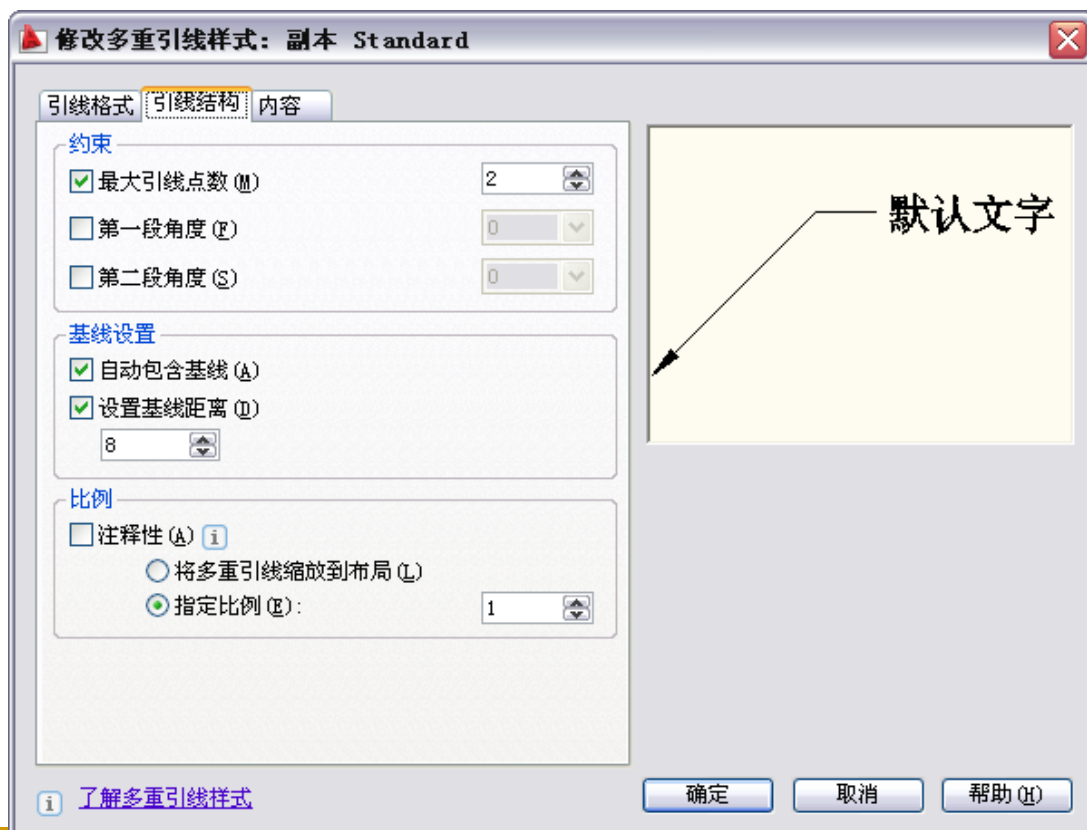 修改多重引线样式：副本 Standard
引线格式 引线结构 内容
约束
最大引线点数(M) 2
第一段角度(F) 0
第二段角度(S) 0
基线设置
自动包含基线(A)
设置基线距离(D)
8
比例
注释性(A)
将多重引线缩放到布局(L)
指定比例(E): 1
默认文字
了解多重引线样式
确定 取消 帮助(H)